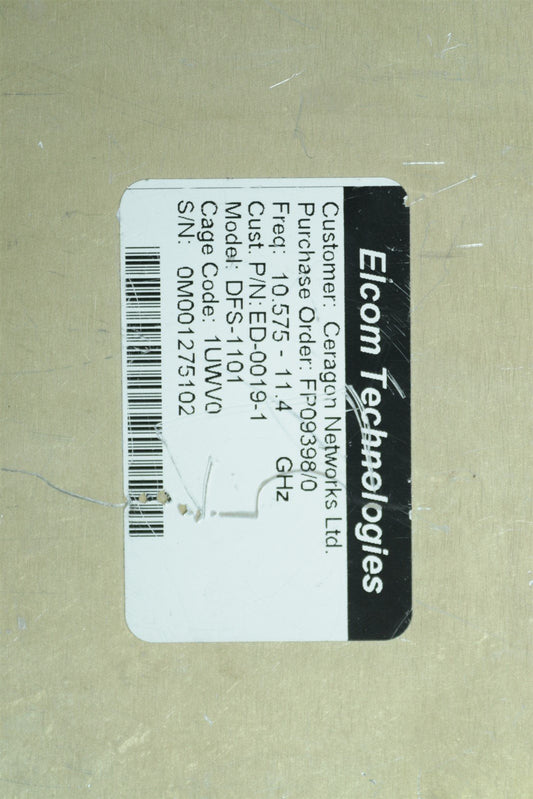 Elcom Technologies
Customer: Ceragon Networks Ltd.
Purchase Order: FP09398/0
Freq: 10.575 - 11.4 GHz
Cust. P/N:ED-0019-1
Model: DFS-1101
Cage Code: 1UWV0
S/N: 0M001275102